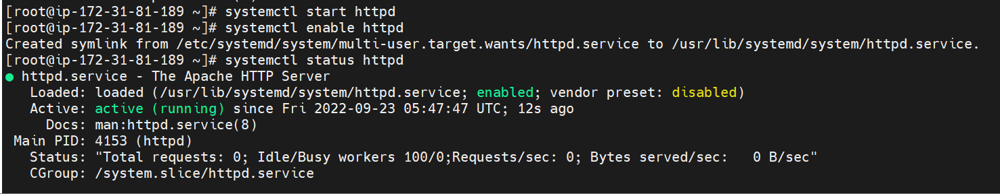 [root@ip-172-31-81-189 ~]# systemctl start httpd
[root@ip-172-31-81-189 ~]# systemctl enable httpd
Created symlink from /etc/systemd/system/multi-user.target.wants/httpd.service to /usr/lib/systemd/system/httpd.service.
[root@ip-172-31-81-189 ~]# systemctl status httpd
● httpd.service - The Apache HTTP Server
   Loaded: loaded (/usr/lib/systemd/system/httpd.service; enabled; vendor preset: disabled)
   Active: active (running) since Fri 2022-09-23 05:47:47 UTC; 12s ago
     Docs: man:httpd.service(8)
 Main PID: 4153 (httpd)
   Status: "Total requests: 0; Idle/Busy workers 100/0;Requests/sec: 0; Bytes served/sec:   0 B/sec"
   CGroup: /system.slice/httpd.service